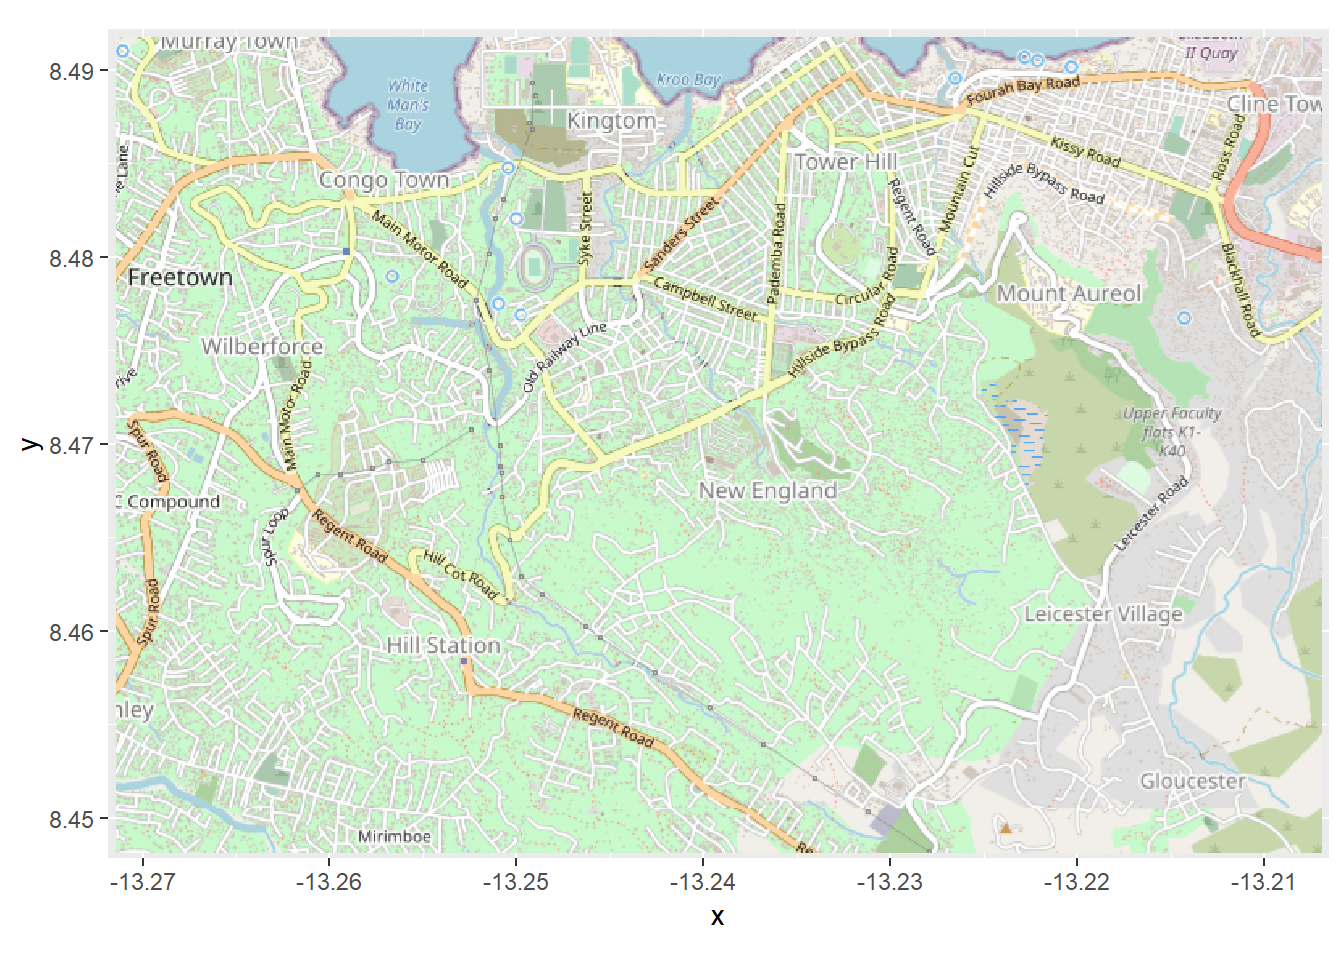 Murray Town
White
Man's
Bay
Kroo Bay
II Quay
8.49
Fourah Bay Road
Cline Tow
Kingtom
Lane
Tower Hill
Kissy Road
Ross Road
Congo Town
Mountain Cut
Hillside Bypass Road
Regent Road
Main Motor Road
Syke Street
Sanders Street
Pademba Road
8.48
Freetown
Campbell Street
Circular Road
Mount Aureol
Blackhall Road
Wilberforce
Old Railway Line
Hillside Bypass Road
rive
Main Motor Road
Upper Faculty
flats K1-
K40
y
8.47
Spur Road
C Compound
New England
Leicester Road
Spur Loop
Regent Road
Hill Cot Road
Spur Road
8.46
Leicester Village
Hill Station
nley
Regent Road
Gloucester
8.45
Mirimboe
Re
-13.27
-13.26
-13.25
-13.24
-13.23
-13.22
-13.21
x